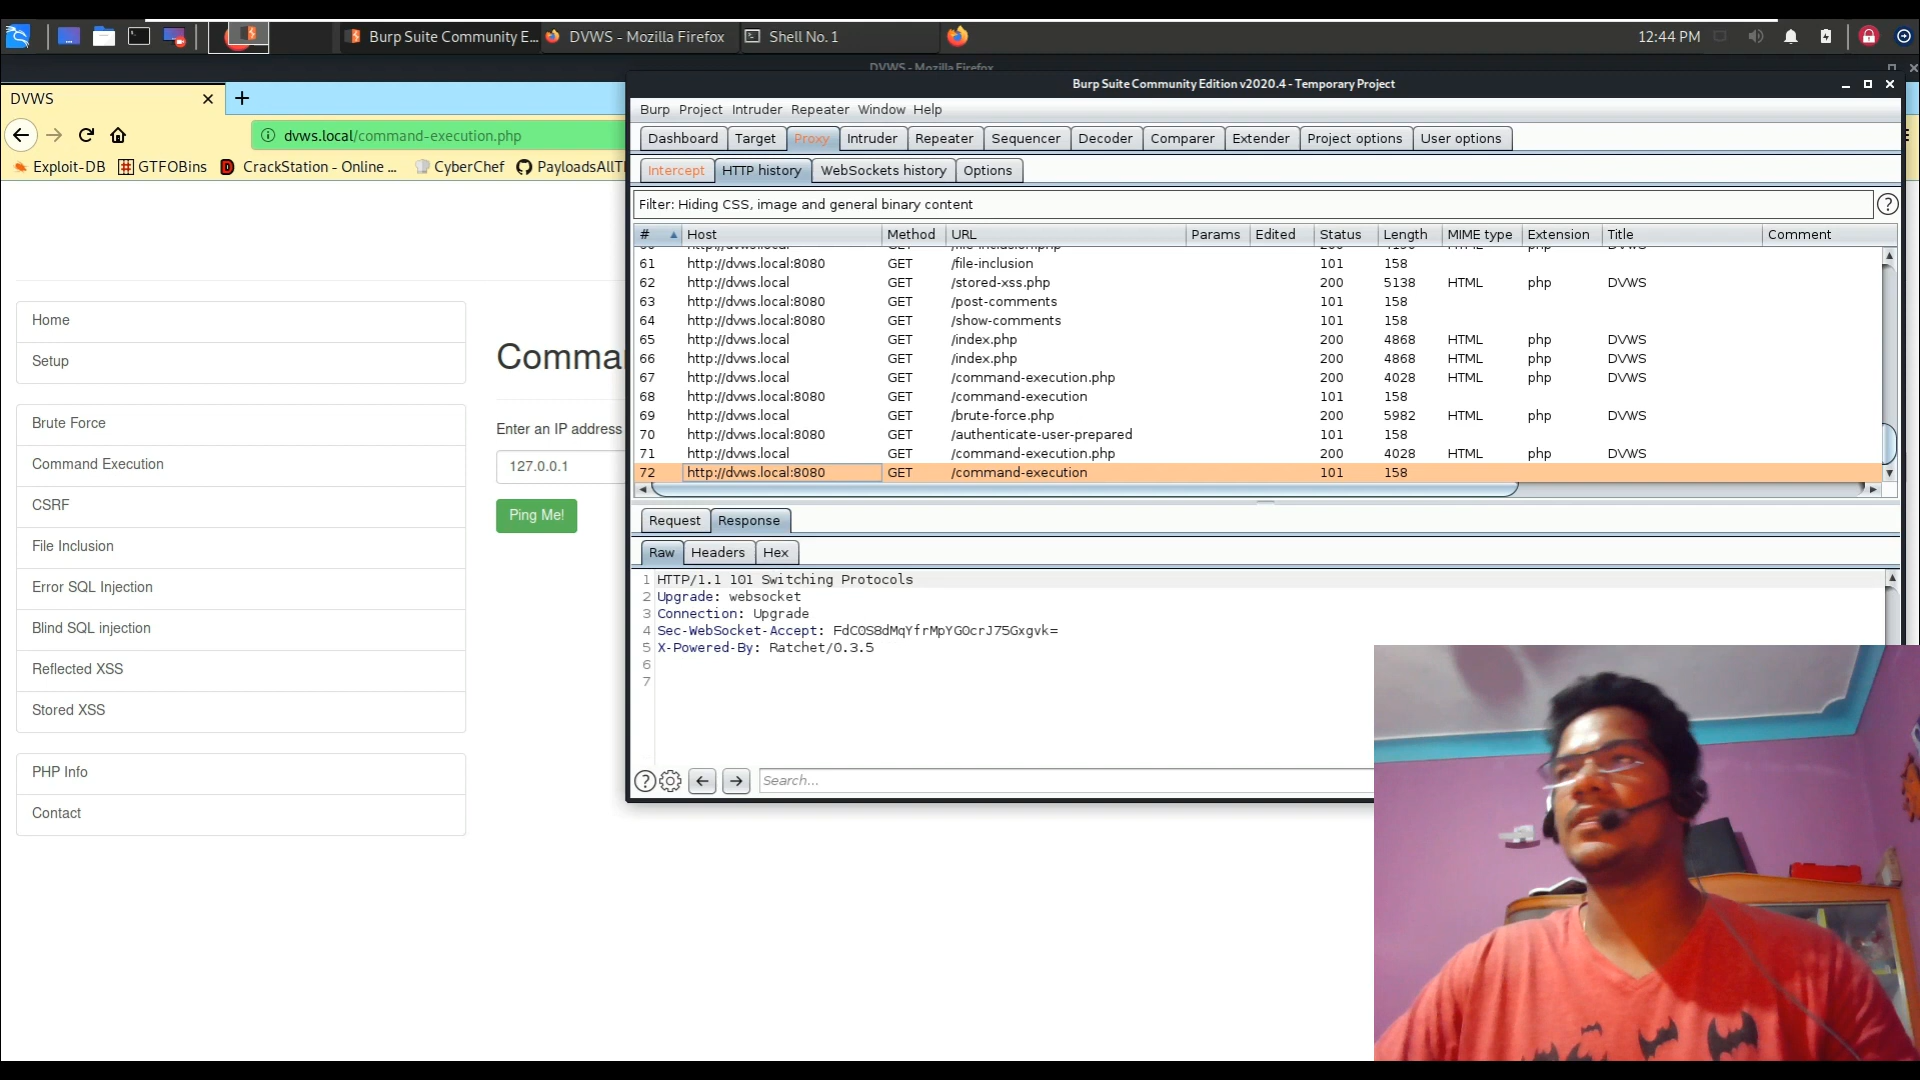 Burp Suite Community E...
DVWS - Mozilla Firefox
Shell No. 1
12:44 PM
DVWS - Mozilla Firefox
DVWS
dvws.local/command-execution.php
Exploit-DB
GTFOBins
CrackStation - Online ...
CyberChef
PayloadsAllT
Home
Setup
Brute Force
Command Execution
CSRF
File Inclusion
Error SQL Injection
Blind SQL injection
Reflected XSS
Stored XSS
PHP Info
Contact
Comma
Enter an IP address
127.0.0.1
Ping Me!
Burp Suite Community Edition v2020.4 - Temporary Project
Burp Project Intruder Repeater Window Help
Dashboard Target Proxy Intruder Repeater Sequencer Decoder Comparer Extender Project options User options
Intercept HTTP history WebSockets history Options
Filter: Hiding CSS, image and general binary content
?
# Host Method URL Params Edited Status Length MIME type Extension Title Comment
61 http://dvws.local:8080 GET /file-inclusion 101 158
62 http://dvws.local GET /stored-xss.php 200 5138 HTML php DVWS
63 http://dvws.local:8080 GET /post-comments 101 158
64 http://dvws.local:8080 GET /show-comments 101 158
65 http://dvws.local GET /index.php 200 4868 HTML php DVWS
66 http://dvws.local GET /index.php 200 4868 HTML php DVWS
67 http://dvws.local GET /command-execution.php 200 4028 HTML php DVWS
68 http://dvws.local:8080 GET /command-execution 101 158
69 http://dvws.local GET /brute-force.php 200 5982 HTML php DVWS
70 http://dvws.local:8080 GET /authenticate-user-prepared 101 158
71 http://dvws.local GET /command-execution.php 200 4028 HTML php DVWS
72 http://dvws.local:8080 GET /command-execution 101 158
Request Response
Raw Headers Hex
1 HTTP/1.1 101 Switching Protocols
2 Upgrade: websocket
3 Connection: Upgrade
4 Sec-WebSocket-Accept: FdCOS8dMqYfrMpYGOcrJ75Gxgvk=
5 X-Powered-By: Ratchet/0.3.5
6
7
? Search...